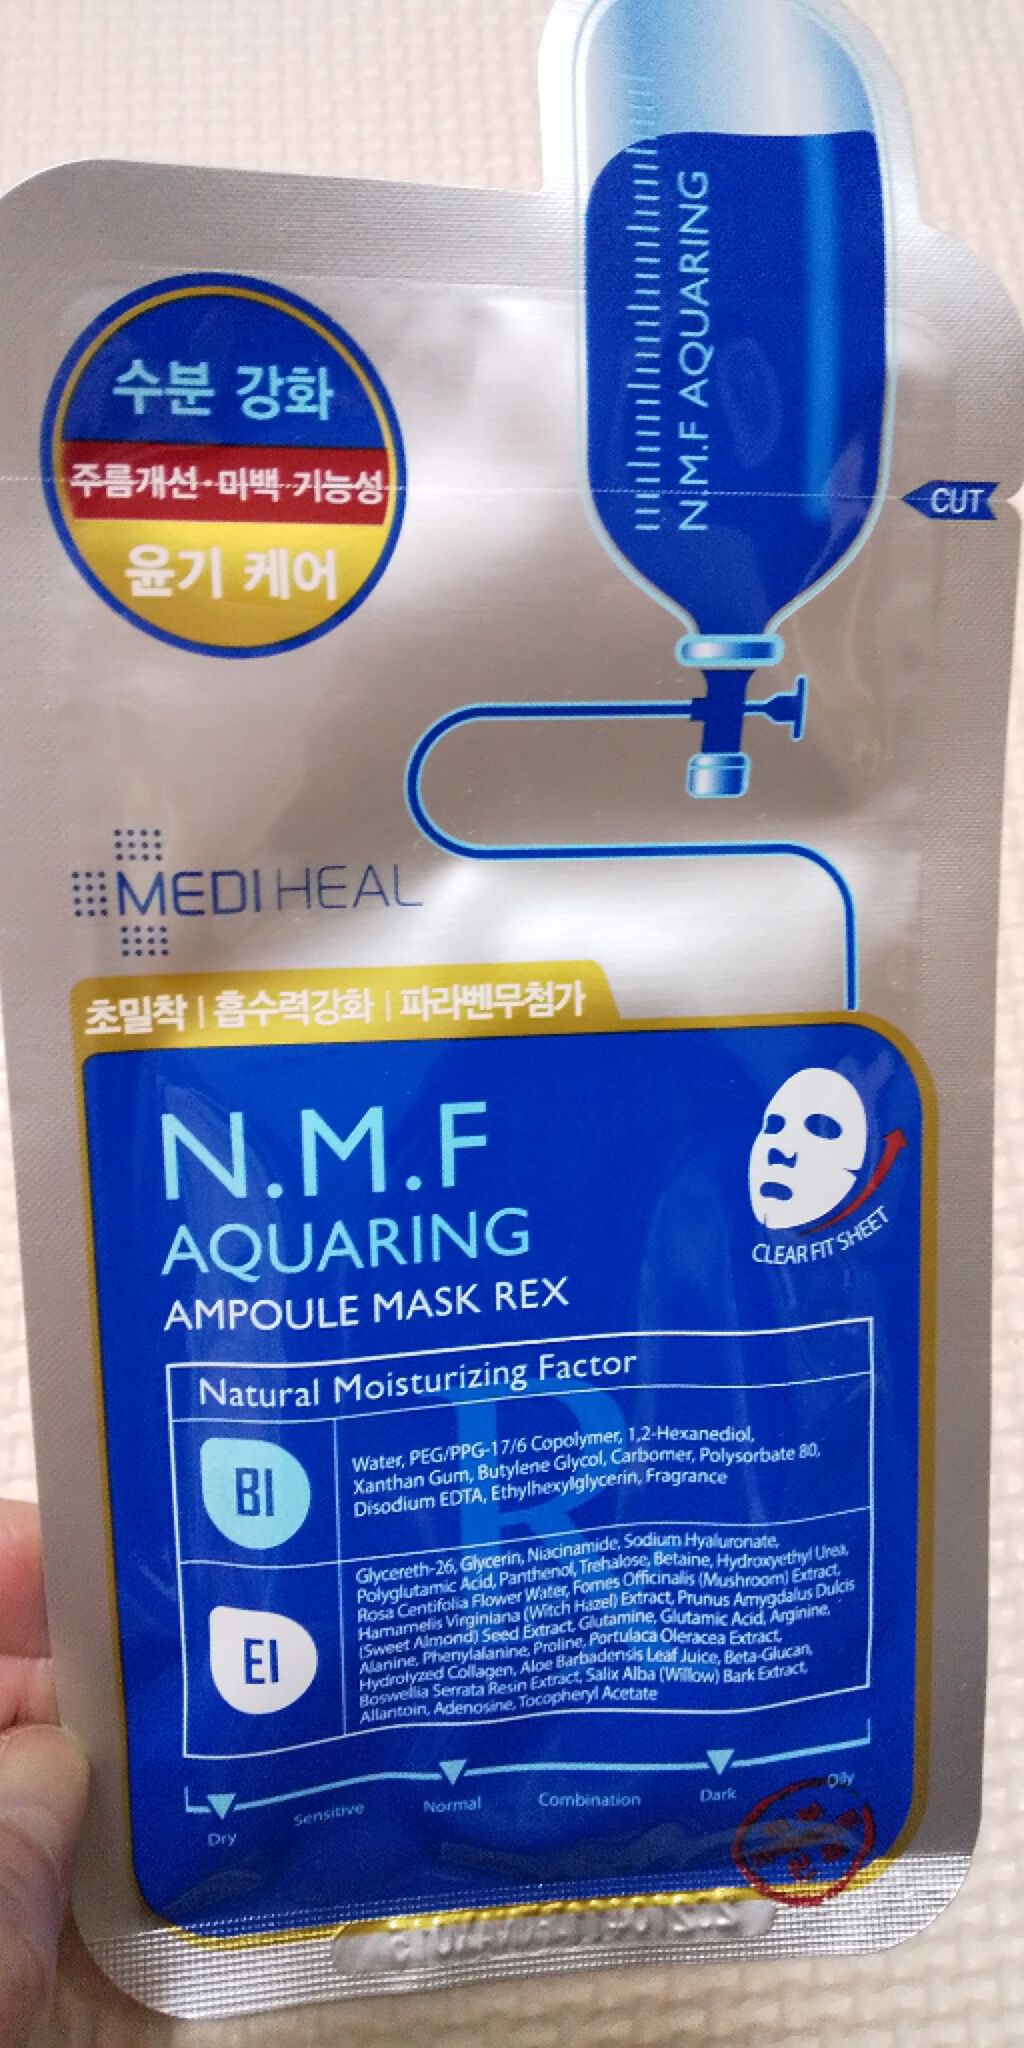 N.M.F AQUARING
수분 강화
주름개선·미백 기능성
윤기 케어
CUT
MEDIHEAL
초밀착 | 흡수력강화 | 파라벤무첨가
N.M.F
AQUARING
AMPOULE MASK REX
CLEAR FIT SHEET
Natural Moisturizing Factor
BI
Water, PEG/PPG-17/6 Copolymer, 1,2-Hexanediol,
Xanthan Gum, Butylene Glycol, Carbomer, Polysorbate 80,
Disodium EDTA, Ethylhexylglycerin, Fragrance
EI
Glycereth-26, Glycerin, Niacinamide, Sodium Hyaluronate,
Polyglutamic Acid, Panthenol, Trehalose, Betaine, Hydroxyethyl Urea,
Rosa Centifolia Flower Water, Fomes Officinalis (Mushroom) Extract,
Hamamelis Virginiana (Witch Hazel) Extract, Prunus Amygdalus Dulcis
(Sweet Almond) Seed Extract, Glutamine, Glutamic Acid, Arginine,
Alanine, Phenylalanine, Proline, Portulaca Oleracea Extract,
Hydrolyzed Collagen, Aloe Barbadensis Leaf Juice, Beta-Glucan,
Boswellia Serrata Resin Extract, Salix Alba (Willow) Bark Extract,
Allantoin, Adenosine, Tocopheryl Acetate
R
Dry Sensitive Normal Combination Dark Oily